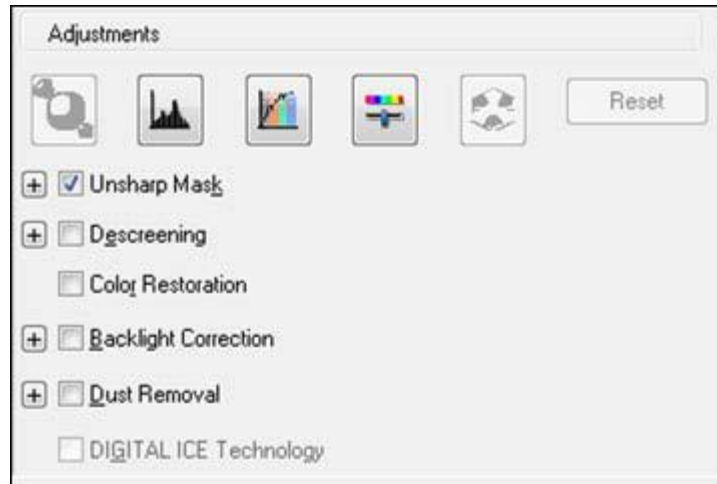 Adjustments
Reset
Unsharp Mask
Descreening
Color Restoration
Backlight Correction
Dust Removal
DIGITAL ICE Technology